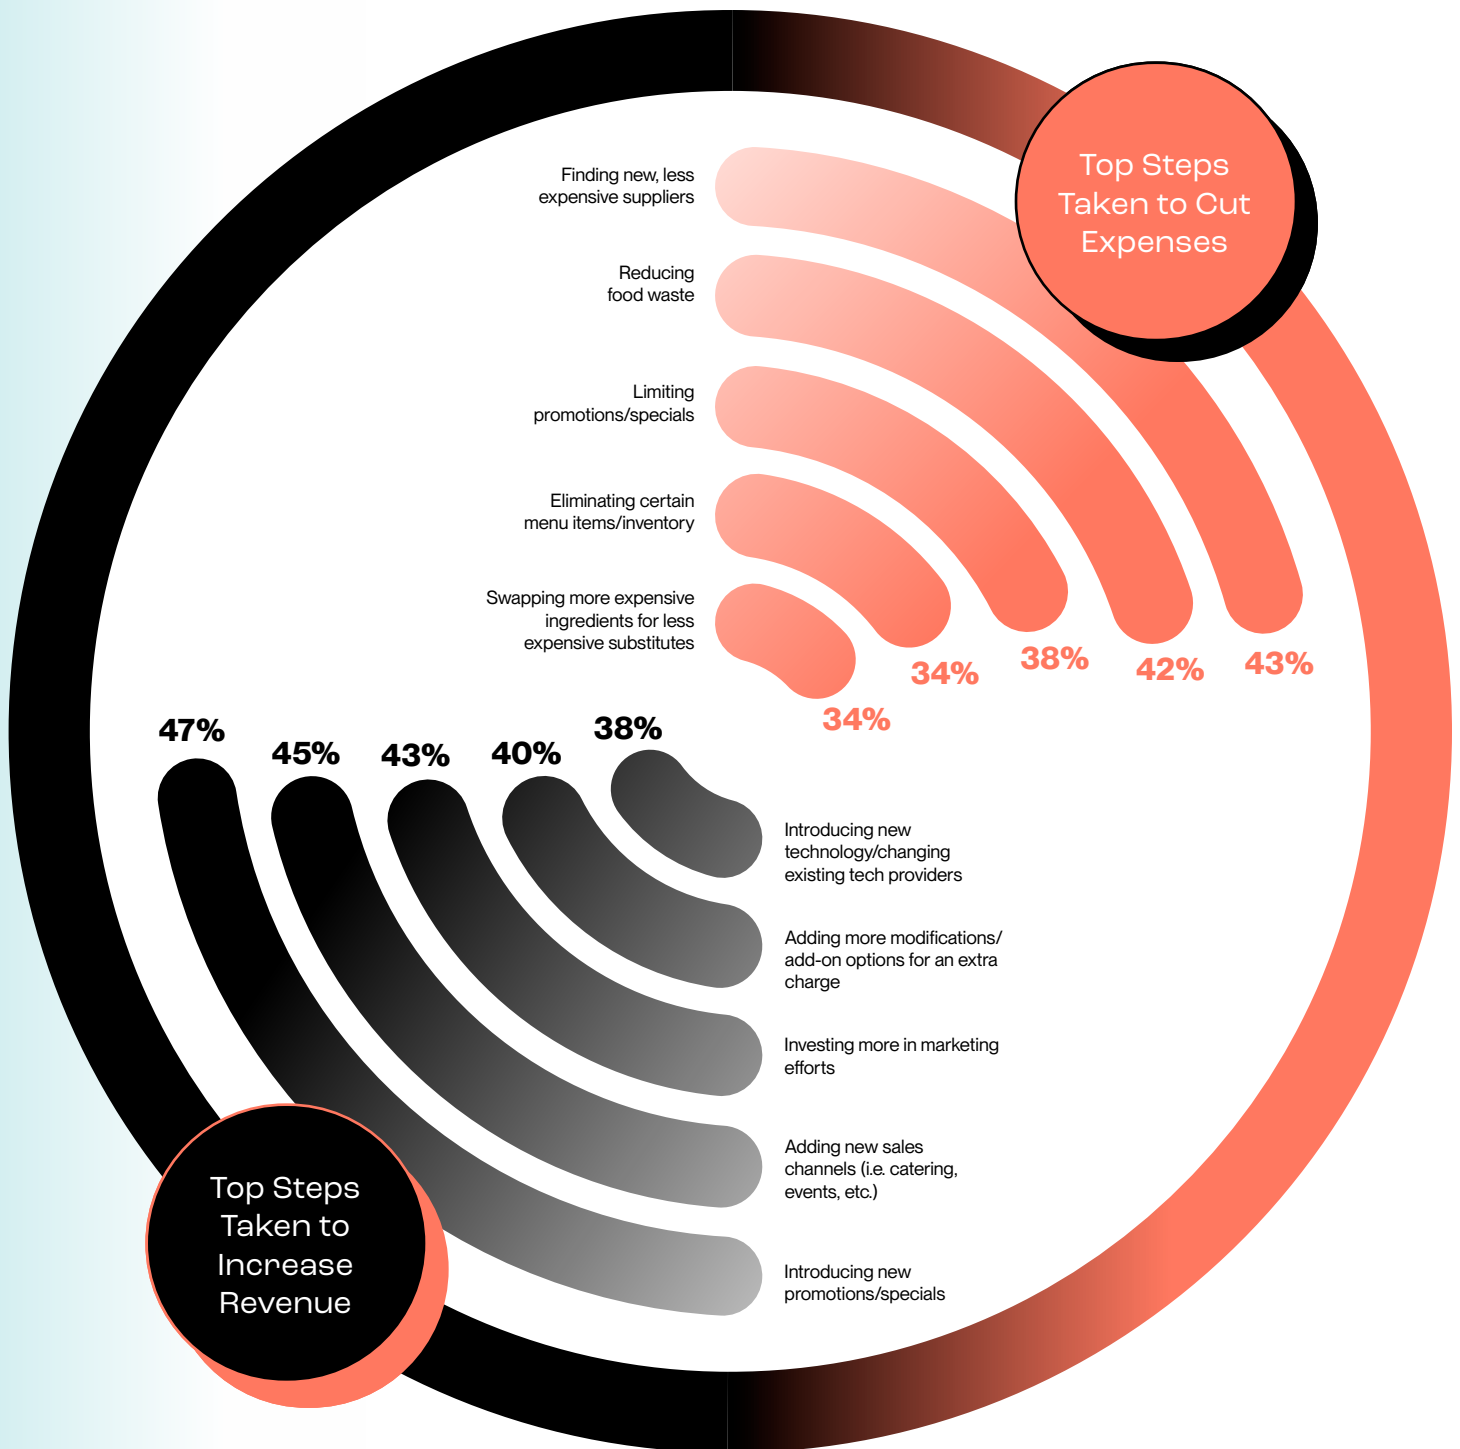 Top Steps
Taken to Cut
Expenses
Finding new, less
expensive suppliers
Reducing
food waste
Limiting
promotions/specials
Eliminating certain
menu items/inventory
Swapping more expensive
ingredients for less
expensive substitutes
34%
34%
38%
42%
43%
47%
45%
43%
40%
38%
Introducing new
technology/changing
existing tech providers
Adding more modifications/
add-on options for an extra
charge
Investing more in marketing
efforts
Adding new sales
channels (i.e. catering,
events, etc.)
Introducing new
promotions/specials
Top Steps
Taken to
Increase
Revenue